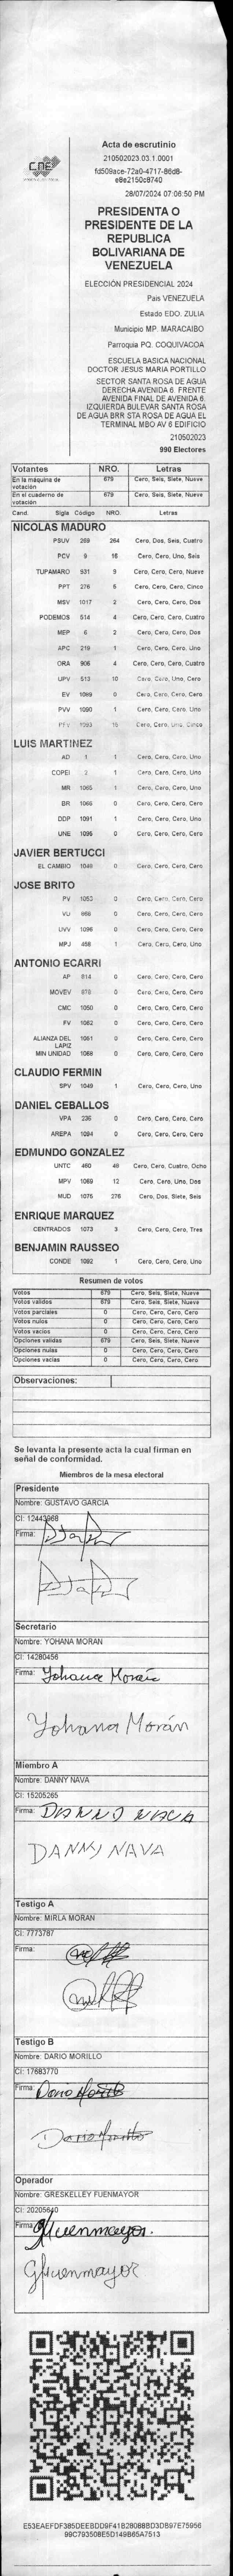 CNE
Acta de escrutinio
210502023.03.1.0001
fd509ace-72a0-4717-86d8-
e8e2150c8740
28/07/2024 07:06:50 PM
PRESIDENTA O
PRESIDENTE DE LA
REPUBLICA
BOLIVARIANA DE
VENEZUELA
ELECCIÓN PRESIDENCIAL 2024
Pais VENEZUELA
Estado EDO. ZULIA
Municipio MP. MARACAIBO
Parroquia PQ. COQUIVACOA
ESCUELA BASICA NACIONAL
DOCTOR JESUS MARIA PORTILLO
SECTOR SANTA ROSA DE AGUA
DERECHA AVENIDA 6. FRENTE
AVENIDA FINAL DE AVENIDA 6.
IZQUIERDA BULEVAR SANTA ROSA
DE AGUA BRR STA ROSA DE AGUA EL
TERMINAL MBO AV 6 EDIFICIO
210502023
990 Electores
Votantes NRO. Letras
En la máquina de votación 679 Cero, Seis, Siete, Nueve
En el cuaderno de votación 679 Cero, Seis, Siete, Nueve
Cand. Sigla Código NRO. Letras
NICOLAS MADURO
PSUV 269 264 Cero, Dos, Seis, Cuatro
PCV 9 16 Cero, Cero, Uno, Seis
TUPAMARO 931 9 Cero, Cero, Cero, Nueve
PPT 276 5 Cero, Cero, Cero, Cinco
MSV 1017 2 Cero, Cero, Cero, Dos
PODEMOS 514 4 Cero, Cero, Cero, Cuatro
MEP 6 2 Cero, Cero, Cero, Dos
APC 219 1 Cero, Cero, Cero, Uno
ORA 906 4 Cero, Cero, Cero, Cuatro
UPV 513 10 Cero, Cero, Uno, Cero
EV 1089 0 Cero, Cero, Cero, Cero
PVV 1090 1 Cero, Cero, Cero, Uno
PFV 1093 15 Cero, Cero, Uno, Cinco
LUIS MARTINEZ
AD 1 1 Cero, Cero, Cero, Uno
COPEI 2 1 Cero, Cero, Cero, Uno
MR 1065 1 Cero, Cero, Cero, Uno
BR 1066 0 Cero, Cero, Cero, Cero
DDP 1091 1 Cero, Cero, Cero, Uno
UNE 1095 0 Cero, Cero, Cero, Cero
JAVIER BERTUCCI
EL CAMBIO 1048 0 Cero, Cero, Cero, Cero
JOSE BRITO
PV 1053 0 Cero, Cero, Cero, Cero
VU 868 0 Cero, Cero, Cero, Cero
UVV 1096 0 Cero, Cero, Cero, Cero
MPJ 458 1 Cero, Cero, Cero, Uno
ANTONIO ECARRI
AP 814 0 Cero, Cero, Cero, Cero
MOVEV 878 0 Cero, Cero, Cero, Cero
CMC 1050 0 Cero, Cero, Cero, Cero
FV 1062 0 Cero, Cero, Cero, Cero
ALIANZA DEL LAPIZ 1051 0 Cero, Cero, Cero, Cero
MIN UNIDAD 1068 0 Cero, Cero, Cero, Cero
CLAUDIO FERMIN
SPV 1049 1 Cero, Cero, Cero, Uno
DANIEL CEBALLOS
VPA 236 0 Cero, Cero, Cero, Cero
AREPA 1094 0 Cero, Cero, Cero, Cero
EDMUNDO GONZALEZ
UNTC 460 48 Cero, Cero, Cuatro, Ocho
MPV 1069 12 Cero, Cero, Uno, Dos
MUD 1075 276 Cero, Dos, Siete, Seis
ENRIQUE MARQUEZ
CENTRADOS 1073 3 Cero, Cero, Cero, Tres
BENJAMIN RAUSSEO
CONDE 1092 1 Cero, Cero, Cero, Uno
Resumen de votos
Votos 679 Cero, Seis, Siete, Nueve
Votos validos 679 Cero, Seis, Siete, Nueve
Votos parciales 0 Cero, Cero, Cero, Cero
Votos nulos 0 Cero, Cero, Cero, Cero
Votos vacios 0 Cero, Cero, Cero, Cero
Opciones validas 679 Cero, Seis, Siete, Nueve
Opciones nulas 0 Cero, Cero, Cero, Cero
Opciones vacias 0 Cero, Cero, Cero, Cero
Observaciones:
Se levanta la presente acta la cual firman en
señal de conformidad.
Miembros de la mesa electoral
Presidente
Nombre: GUSTAVO GARCIA
CI: 12443968
Firma:
Secretario
Nombre: YOHANA MORAN
CI: 14280456
Firma: Yohana Morán
Yohana Morán
Miembro A
Nombre: DANNY NAVA
CI: 15205265
Firma: DANNY NAVA
DANNY NAVA
Testigo A
Nombre: MIRLA MORAN
CI: 7773787
Firma:
Testigo B
Nombre: DARIO MORILLO
CI: 17683770
Firma: Dario Morillo
Dario Morillo
Operador
Nombre: GRESKELLEY FUENMAYOR
CI: 20205640
Firma: GFuenmayor.
GFuenmayor
E53EAEFDF385DEEBDD9F41B28088BD3DB97E75956
99C793508E5D149B65A7513